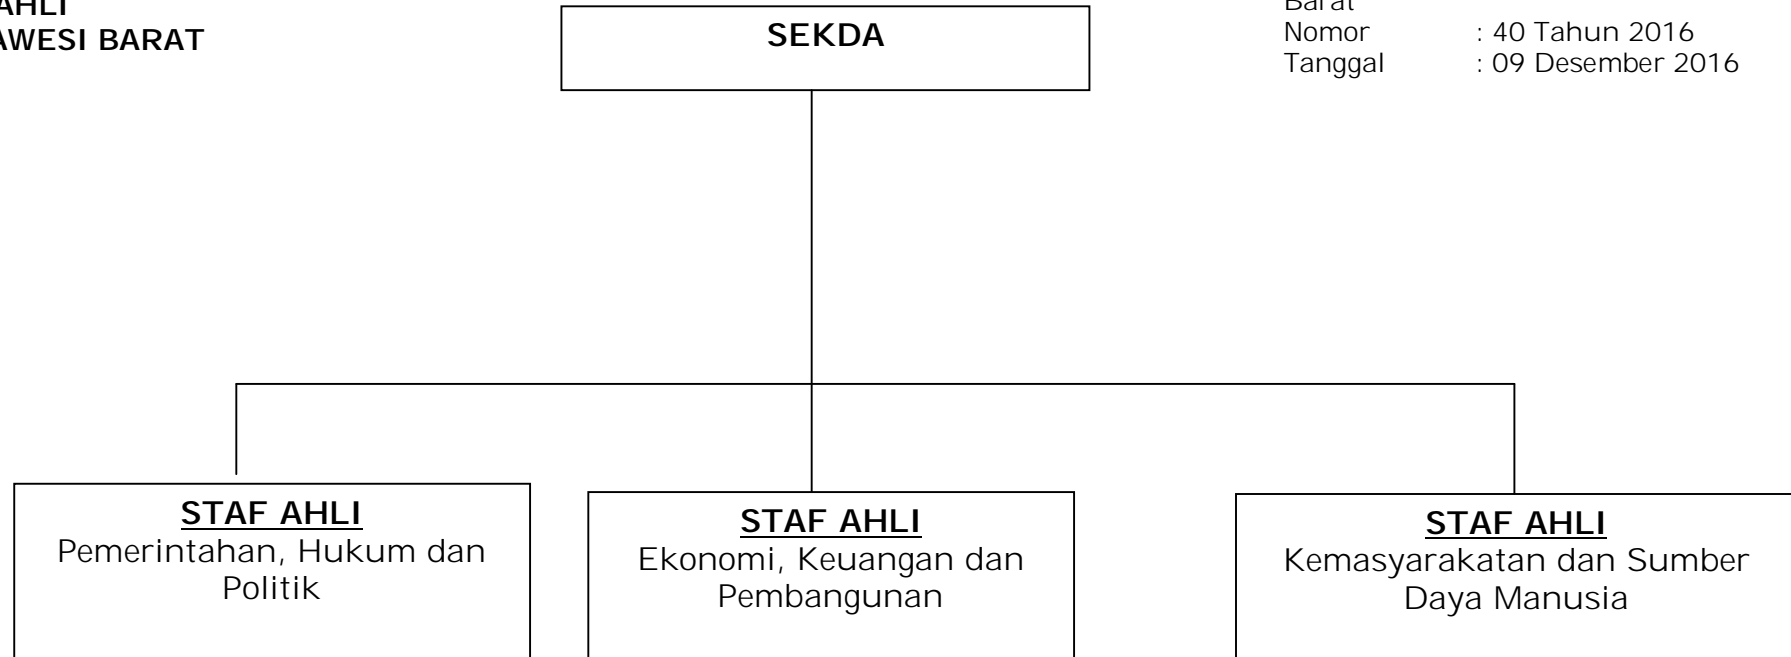 AHLI
AWESI BARAT
SEKDA
Barat
Nomor : 40 Tahun 2016
Tanggal : 09 Desember 2016
STAF AHLI
Pemerintahan, Hukum dan
Politik
STAF AHLI
Ekonomi, Keuangan dan
Pembangunan
STAF AHLI
Kemasyarakatan dan Sumber
Daya Manusia